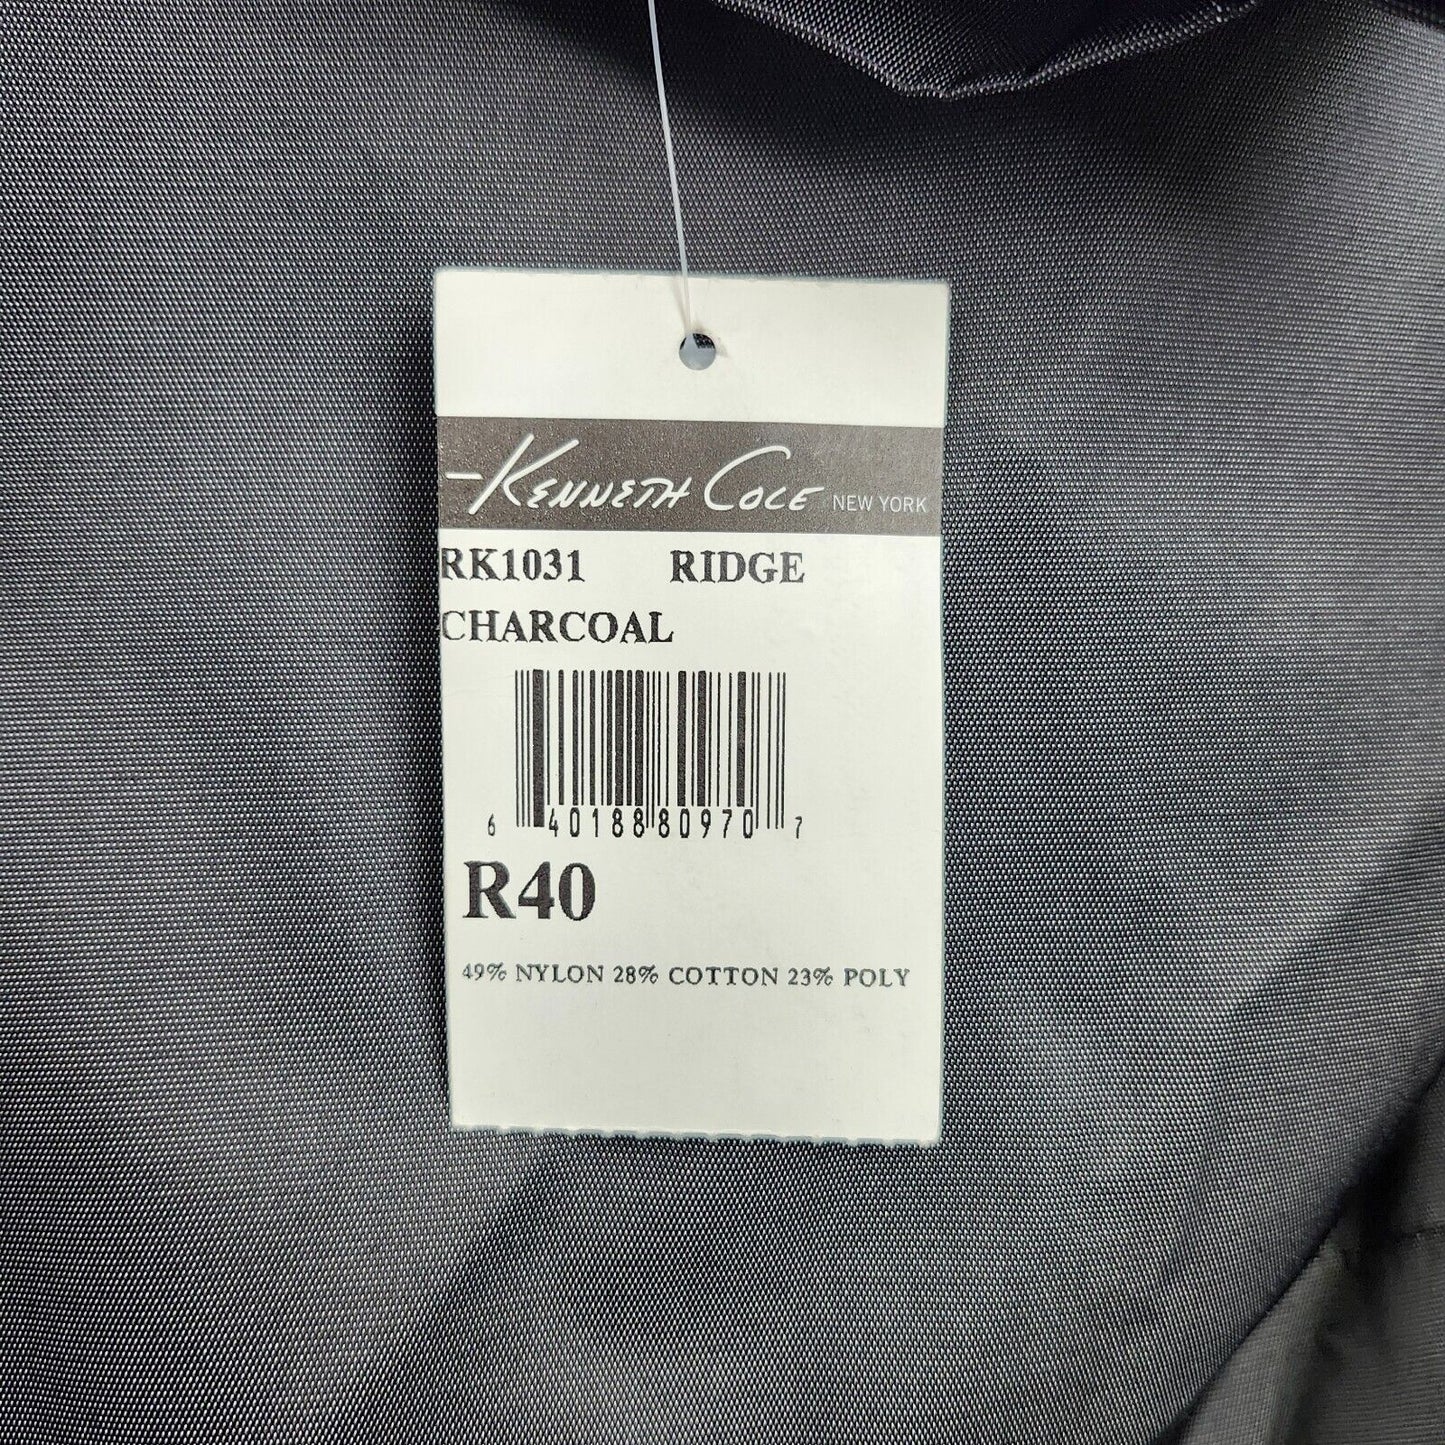 Kenneth Cole NEW YORK
RK1031 RIDGE
CHARCOAL
6 40188 80970 7
R40
49% NYLON 28% COTTON 23% POLY